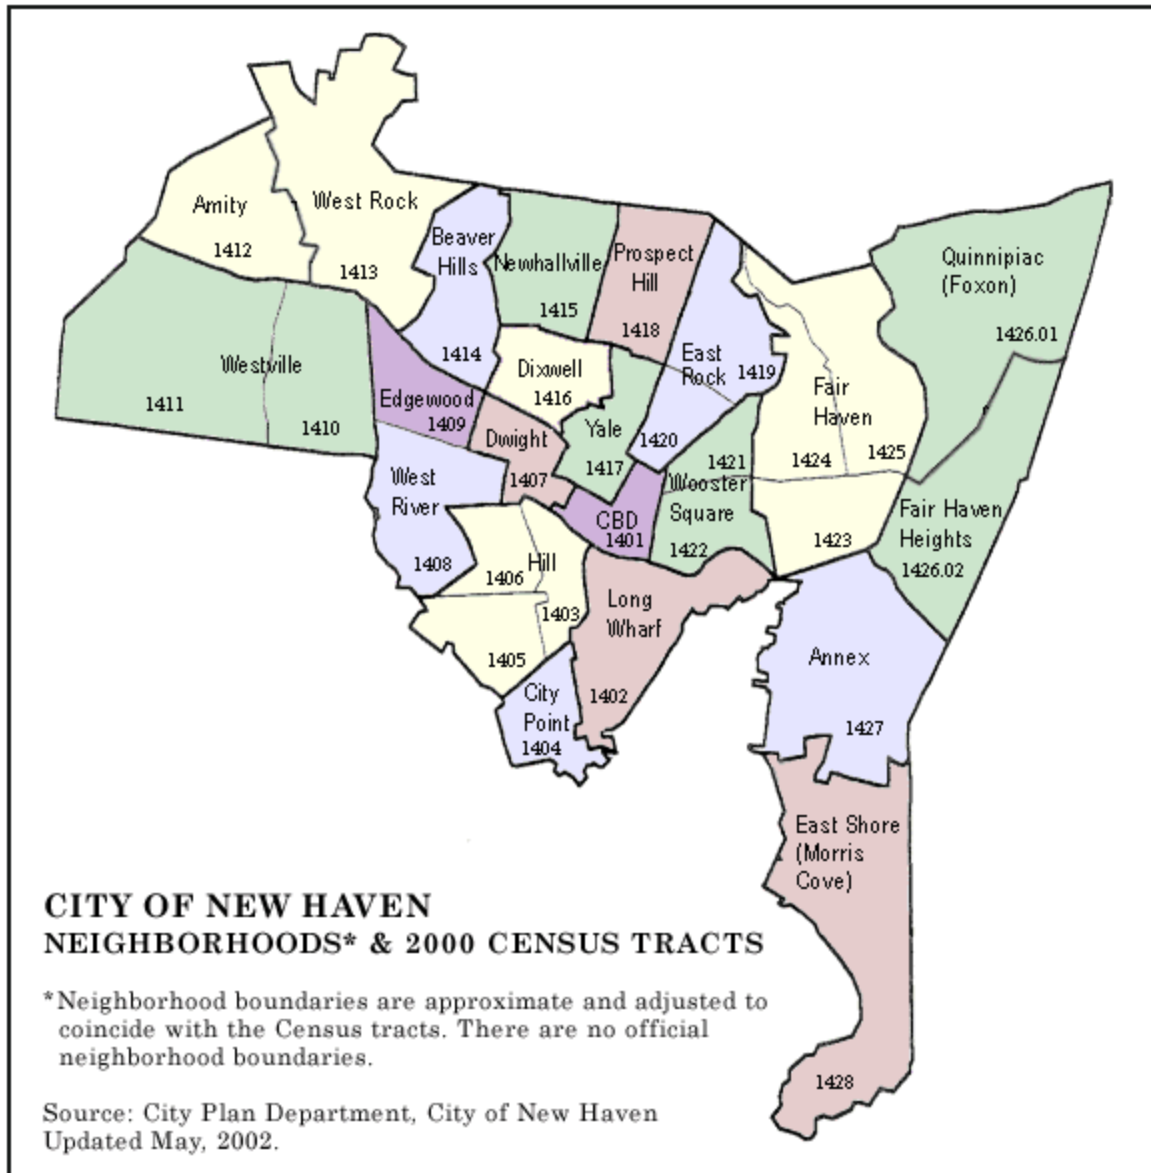 Amity
1412
West Rock
1413
Beaver
Hills
1414
Newhallville
1415
Prospect
Hill
1418
Quinnipiac
(Foxon)
1426.01
Westville
1411
1410
Edgewood
1409
Dixwell
1416
East
Rock
1419
1420
Fair
Haven
1424
1425
1423
Dwight
1407
Yale
1417
West
River
1408
CBD
1401
1421
Wooster
Square
1422
Fair Haven
Heights
1426.02
Hill
1406
1403
1405
Long
Wharf
1402
City
Point
1404
Annex
1427
East Shore
(Morris
Cove)
1428
CITY OF NEW HAVEN
NEIGHBORHOODS* & 2000 CENSUS TRACTS
*Neighborhood boundaries are approximate and adjusted to
coincide with the Census tracts. There are no official
neighborhood boundaries.
Source: City Plan Department, City of New Haven
Updated May, 2002.